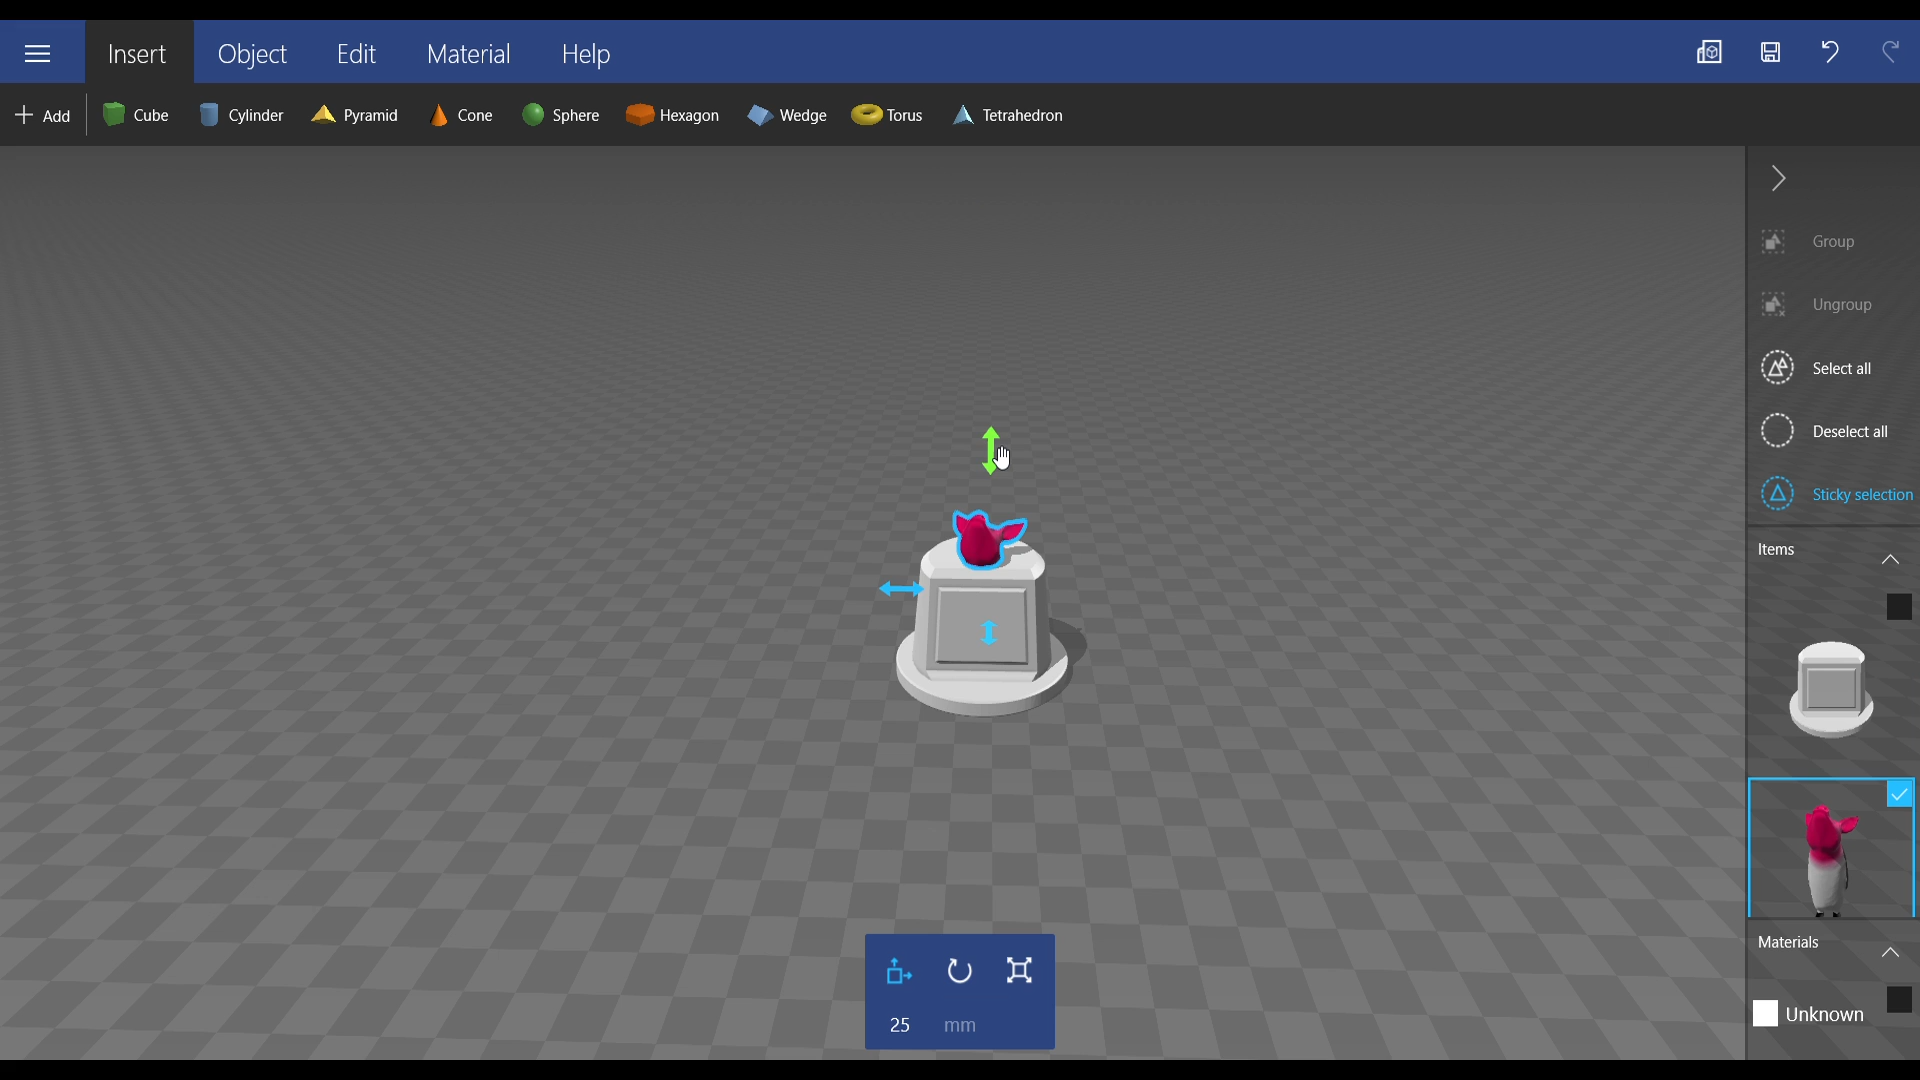 Insert Object Edit Material Help
Add Cube Cylinder Pyramid Cone Sphere Hexagon Wedge Torus Tetrahedron
Group
Ungroup
Select all
Deselect all
Sticky selection
Items
Materials
Unknown
25 mm